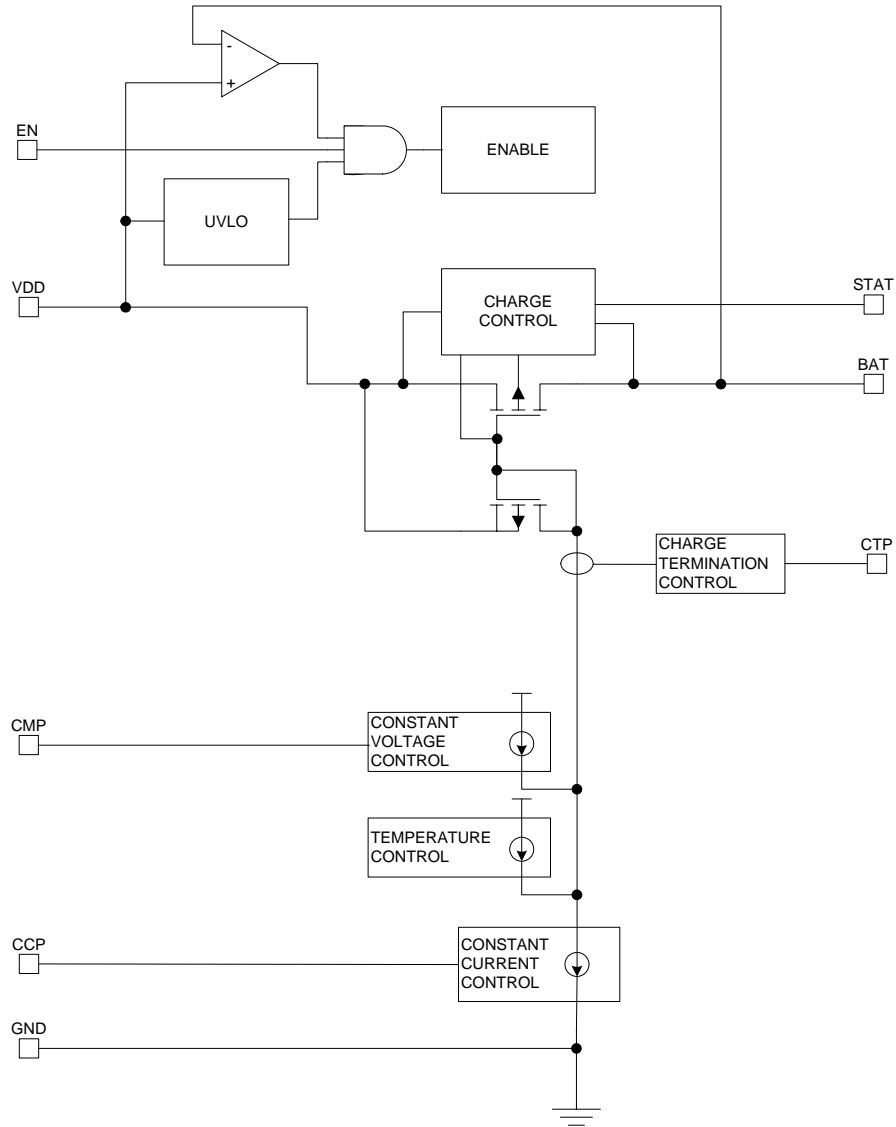 -
+
EN
ENABLE
UVLO
VDD
CHARGE
CONTROL
STAT
BAT
CHARGE
TERMINATION
CONTROL
CTP
CMP
CONSTANT
VOLTAGE
CONTROL
TEMPERATURE
CONTROL
CCP
CONSTANT
CURRENT
CONTROL
GND